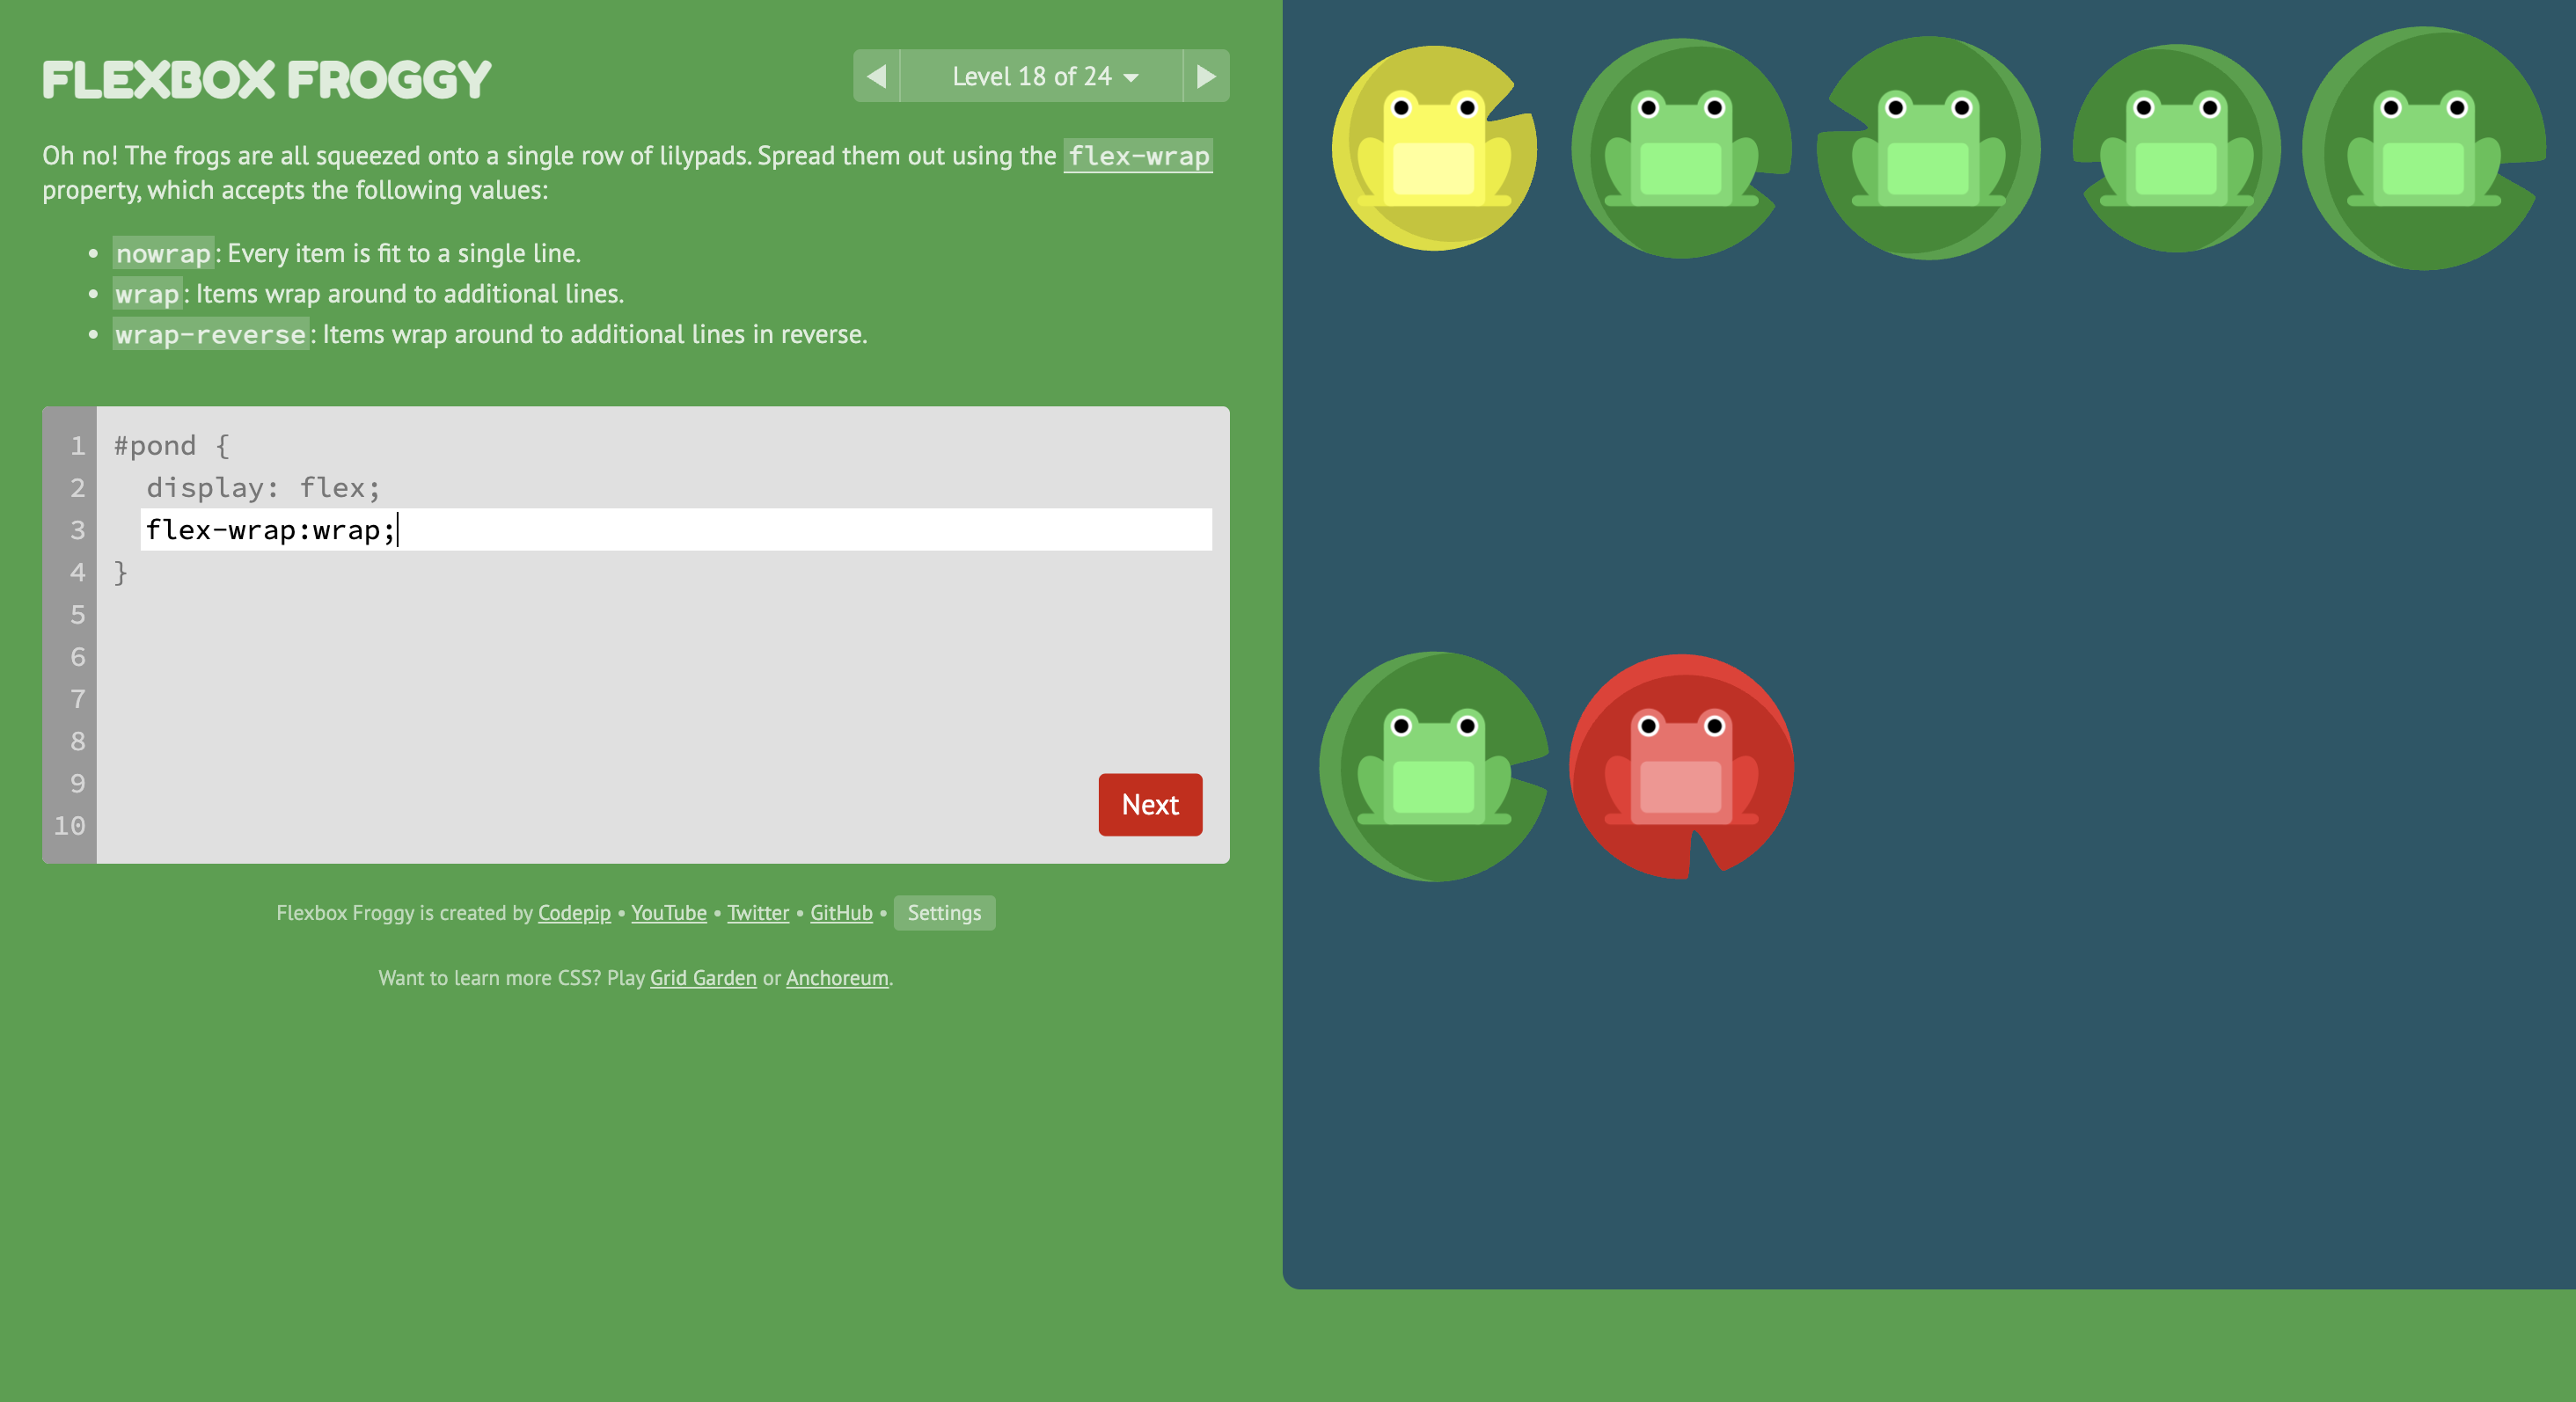 FLEXBOX FROGGY
Level 18 of 24
Oh no! The frogs are all squeezed onto a single row of lilypads. Spread them out using the flex-wrap
property, which accepts the following values:
• nowrap: Every item is fit to a single line.
• wrap: Items wrap around to additional lines.
• wrap-reverse: Items wrap around to additional lines in reverse.
1 #pond {
2 display: flex;
3 flex-wrap:wrap;
4 }
5
6
7
8
9
10
Next
Flexbox Froggy is created by Codepip • YouTube • Twitter • GitHub • Settings
Want to learn more CSS? Play Grid Garden or Anchoreum.